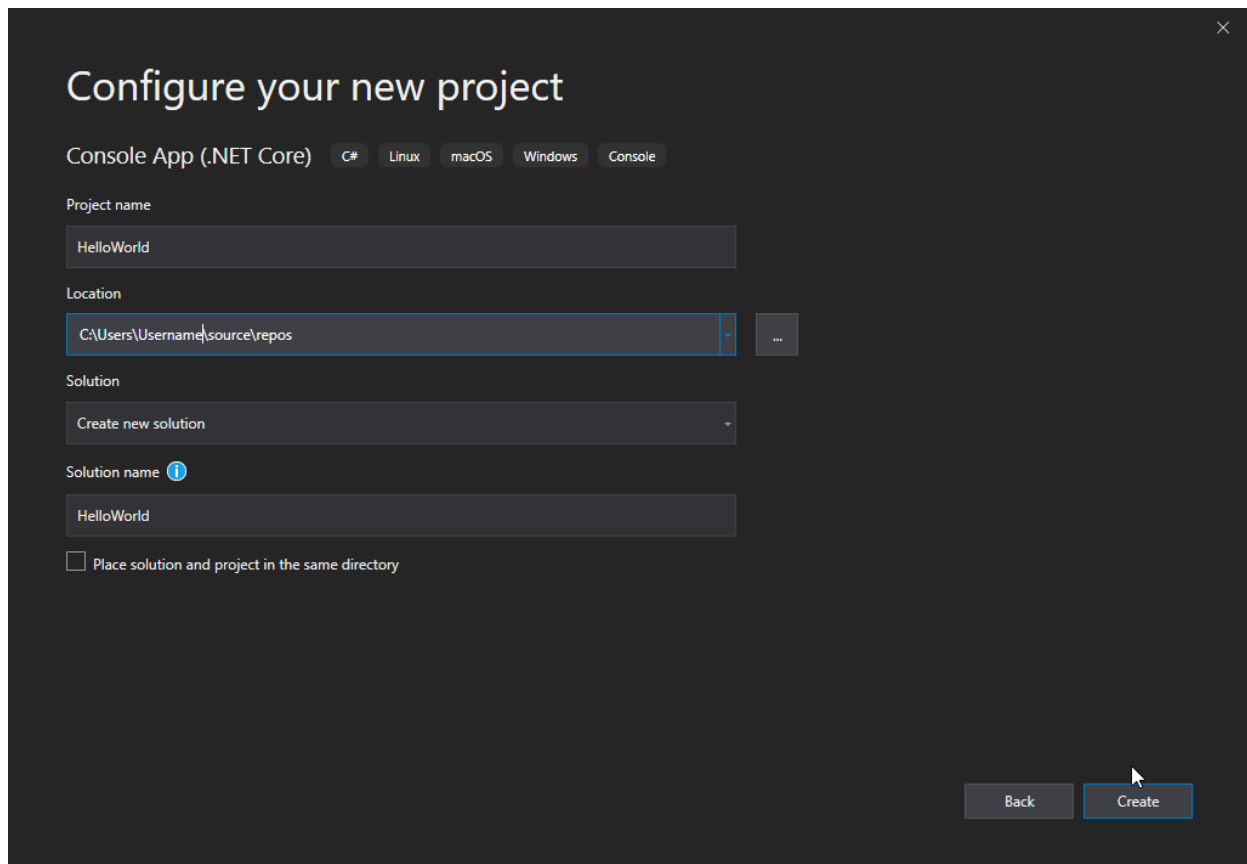 Configure your new project
Console App (.NET Core) C# Linux macOS Windows Console
Project name
HelloWorld
Location
C:\Users\Username\source\repos
...
Solution
Create new solution
Solution name
HelloWorld
Place solution and project in the same directory
Back Create